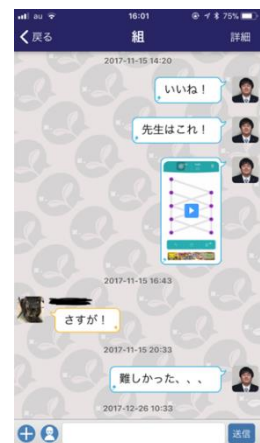 au 16:01 75%
戻る 組 詳細
2017-11-15 14:20
いいね！
先生はこれ！
2017-11-15 16:43
さすが！
2017-11-15 20:33
難しかった、、、
2017-12-26 10:33
送信